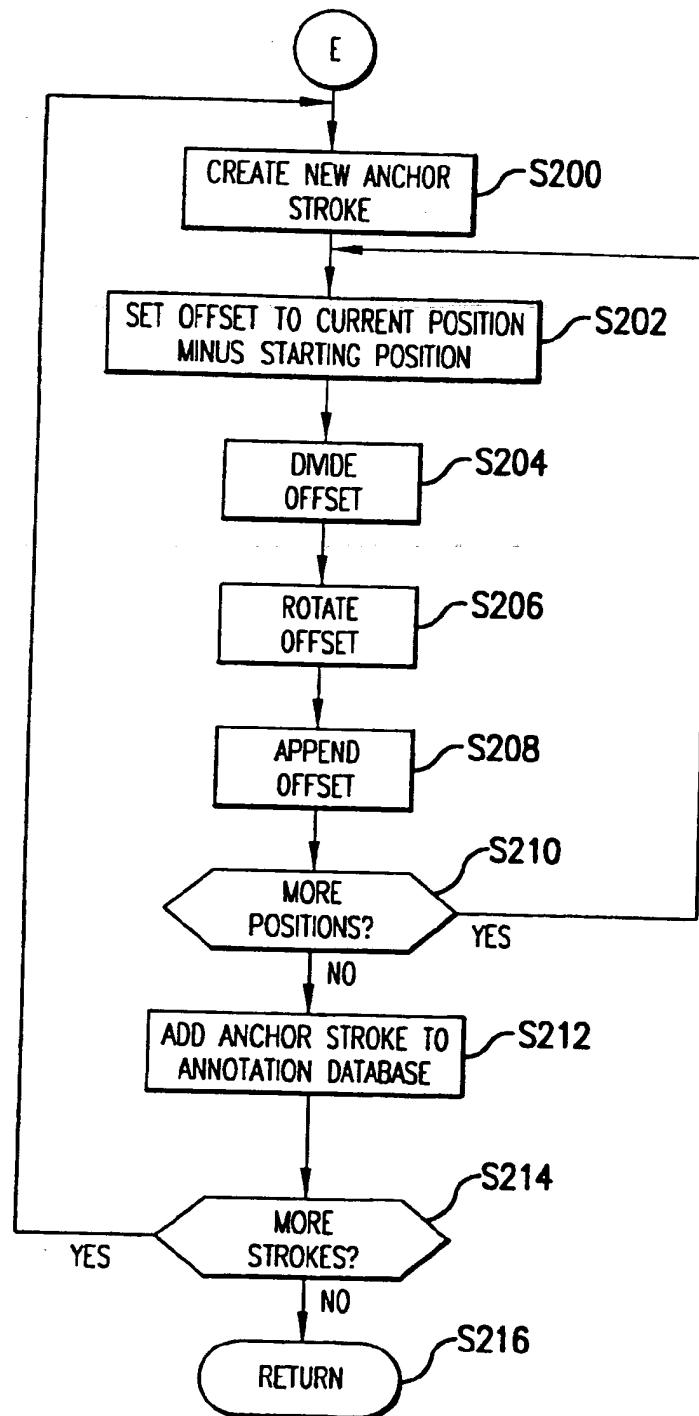 E
CREATE NEW ANCHOR
STROKE
S200
SET OFFSET TO CURRENT POSITION
MINUS STARTING POSITION
S202
DIVIDE
OFFSET
S204
ROTATE
OFFSET
S206
APPEND
OFFSET
S208
MORE
POSITIONS?
S210
YES
NO
ADD ANCHOR STROKE TO
ANNOTATION DATABASE
S212
MORE
STROKES?
S214
YES
NO
RETURN
S216